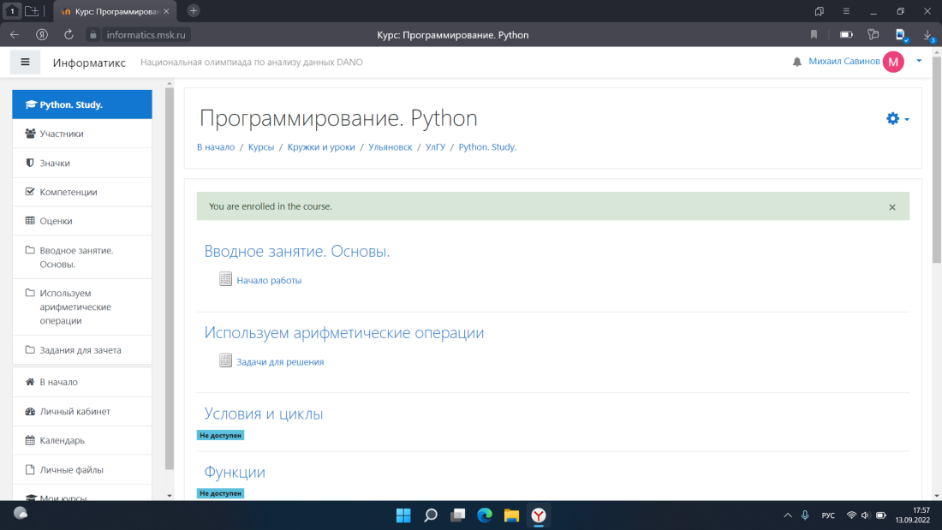 1
Курс: Программирован
informatics.msk.ru
Курс: Программирование. Python
Информатикс
Национальная олимпиада по анализу данных DANO
Михаил Савинов
М
Python. Study.
Участники
Значки
Компетенции
Оценки
Вводное занятие.
Основы.
Используем
арифметические
операции
Задания для зачета
В начало
Личный кабинет
Календарь
Личные файлы
Мои курсы
Программирование. Python
В начало / Курсы / Кружки и уроки / Ульяновск / УлГУ / Python. Study.
You are enrolled in the course.
Вводное занятие. Основы.
Начало работы
Используем арифметические операции
Задачи для решения
Условия и циклы
Не доступен
Функции
Не доступен
РУС
17:57
13.09.2022